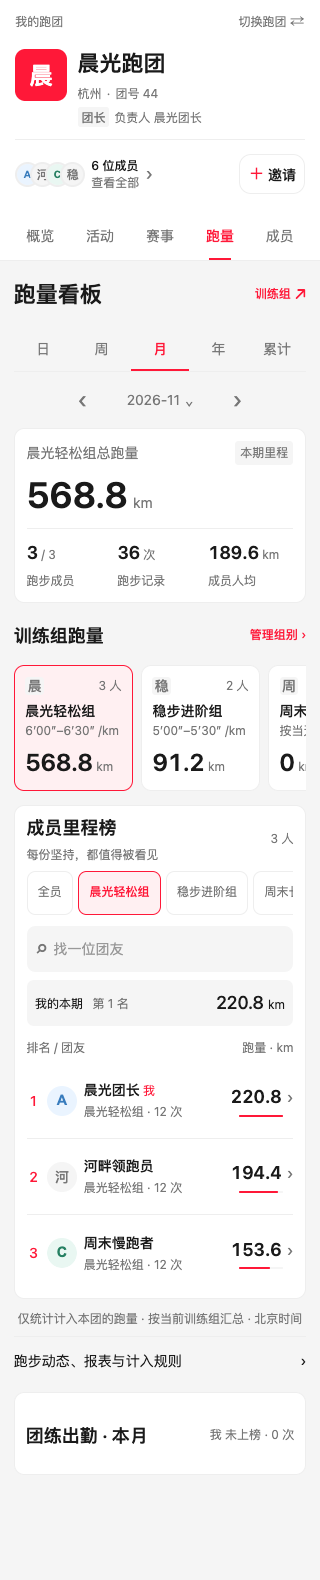 我的跑团
切换跑团 ⇄
晨
晨光跑团
杭州 · 团号 44
团长 负责人 晨光团长
A 河 C 稳
6 位成员
查看全部 ›
+ 邀请
概览 活动 赛事 跑量 成员
跑量看板
训练组 ↗
日 周 月 年 累计
‹ 2026-11 ⌄ ›
晨光轻松组总跑量
本期里程
568.8 km
3 / 3
36 次
189.6 km
跑步成员
跑步记录
成员人均
训练组跑量
管理组别 ›
晨 3 人
晨光轻松组
6′00″–6′30″ /km
568.8 km
稳 2 人
稳步进阶组
5′00″–5′30″ /km
91.2 km
周
周末
按当
0
成员里程榜
3 人
每份坚持，都值得被看见
全员 晨光轻松组 稳步进阶组 周末
找一位团友
我的本期 第 1 名 220.8 km
排名 / 团友 跑量 · km
1 A 晨光团长 我
晨光轻松组 · 12 次
220.8 ›
2 河 河畔领跑员
晨光轻松组 · 12 次
194.4 ›
3 C 周末慢跑者
晨光轻松组 · 12 次
153.6 ›
仅统计计入本团的跑量 · 按当前训练组汇总 · 北京时间
跑步动态、报表与计入规则 ›
团练出勤 · 本月
我 未上榜 · 0 次